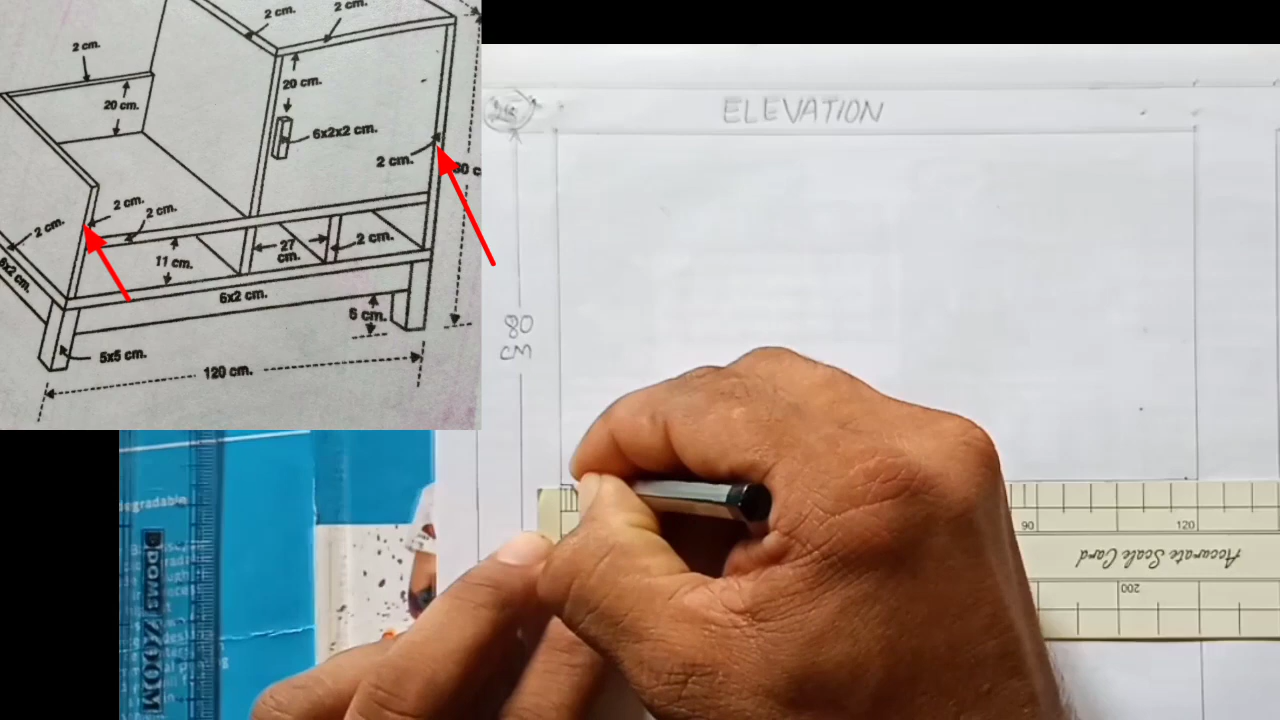 2 cm.
2 cm.
2 cm.
20 cm.
20 cm.
6x2x2 cm.
2 cm.
2 cm.
2 cm.
2 cm.
11 cm.
27
cm.
2 cm.
6x2 cm.
6x2 cm.
5x5 cm.
120 cm.
ELEVATION
80
CM
90
120
Accurate Scale Card
200
DOMS ZOOM